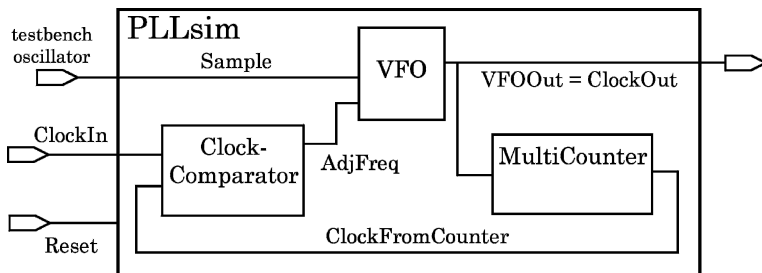 PLLsim
testbench
oscillator
Sample
VFO
VFOOut = ClockOut
ClockIn
Clock-
Comparator
AdjFreq
MultiCounter
Reset
ClockFromCounter